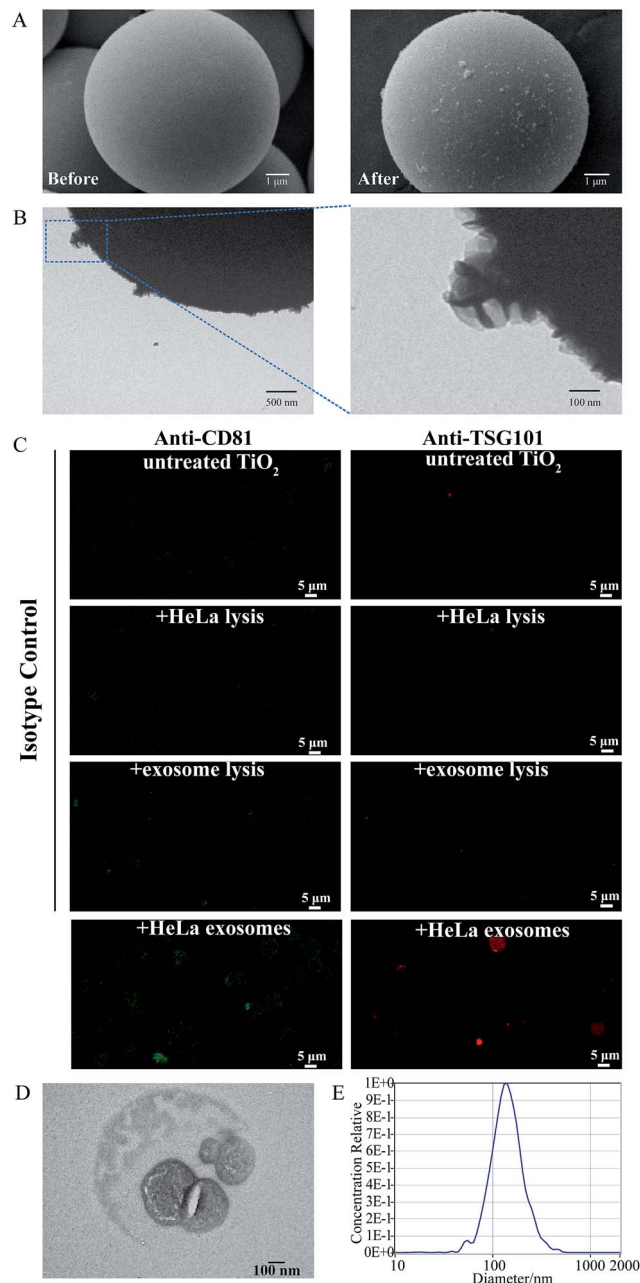 A
Before
1 μm
After
1 μm
B
500 nm
100 nm
C
Anti-CD81
Anti-TSG101
Isotype Control
untreated TiO₂
5 μm
untreated TiO₂
5 μm
+HeLa lysis
5 μm
+HeLa lysis
5 μm
+exosome lysis
5 μm
+exosome lysis
5 μm
+HeLa exosomes
5 μm
+HeLa exosomes
5 μm
D
100 nm
E
Concentration Relative
1E+0
9E-1
8E-1
7E-1
6E-1
5E-1
4E-1
3E-1
E-1
E-1
0E+0
10
100
1000 2000
Diameter/nm